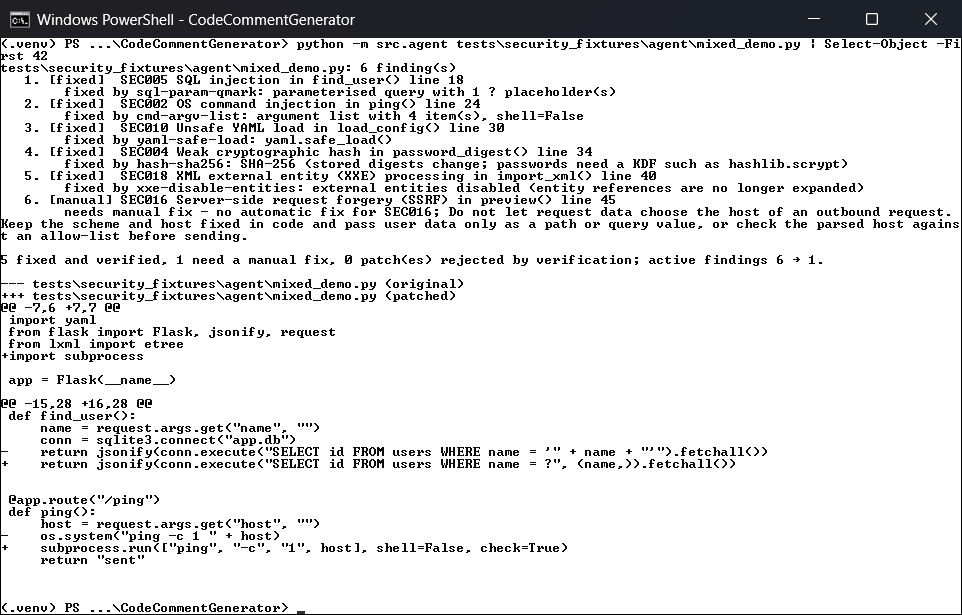 Windows PowerShell - CodeCommentGenerator
(.venv) PS ...\CodeCommentGenerator> python -m src.agent tests\security_fixtures\agent\mixed_demo.py | Select-Object -Fi
rst 42
tests\security_fixtures\agent\mixed_demo.py: 6 finding(s)
   1. [fixed]  SEC005 SQL injection in find_user() line 18
        fixed by sql-param-qmark: parameterised query with 1 ? placeholder(s)
   2. [fixed]  SEC002 OS command injection in ping() line 24
        fixed by cmd-argv-list: argument list with 4 item(s), shell=False
   3. [fixed]  SEC010 Unsafe YAML load in load_config() line 30
        fixed by yaml-safe-load: yaml.safe_load()
   4. [fixed]  SEC004 Weak cryptographic hash in password_digest() line 34
        fixed by hash-sha256: SHA-256 (stored digests change; passwords need a KDF such as hashlib.scrypt)
   5. [fixed]  SEC018 XML external entity (XXE) processing in import_xml() line 40
        fixed by xxe-disable-entities: external entities disabled (entity references are no longer expanded)
   6. [manual] SEC016 Server-side request forgery (SSRF) in preview() line 45
        needs manual fix - no automatic fix for SEC016; Do not let request data choose the host of an outbound request.
Keep the scheme and host fixed in code and pass user data only as a path or query value, or check the parsed host agains
t an allow-list before sending.

5 fixed and verified, 1 need a manual fix, 0 patch(es) rejected by verification; active findings 6 → 1.

--- tests\security_fixtures\agent\mixed_demo.py (original)
+++ tests\security_fixtures\agent\mixed_demo.py (patched)
@@ -7,6 +7,7 @@
 import yaml
 from flask import Flask, jsonify, request
 from lxml import etree
+import subprocess

 app = Flask(__name__)

@@ -15,28 +16,28 @@
 def find_user():
     name = request.args.get("name", "")
     conn = sqlite3.connect("app.db")
-    return jsonify(conn.execute("SELECT id FROM users WHERE name = '" + name + "'").fetchall())
+    return jsonify(conn.execute("SELECT id FROM users WHERE name = ?", (name,)).fetchall())


 @app.route("/ping")
 def ping():
     host = request.args.get("host", "")
-    os.system("ping -c 1 " + host)
+    subprocess.run(["ping", "-c", "1", host], shell=False, check=True)
     return "sent"


(.venv) PS ...\CodeCommentGenerator> _